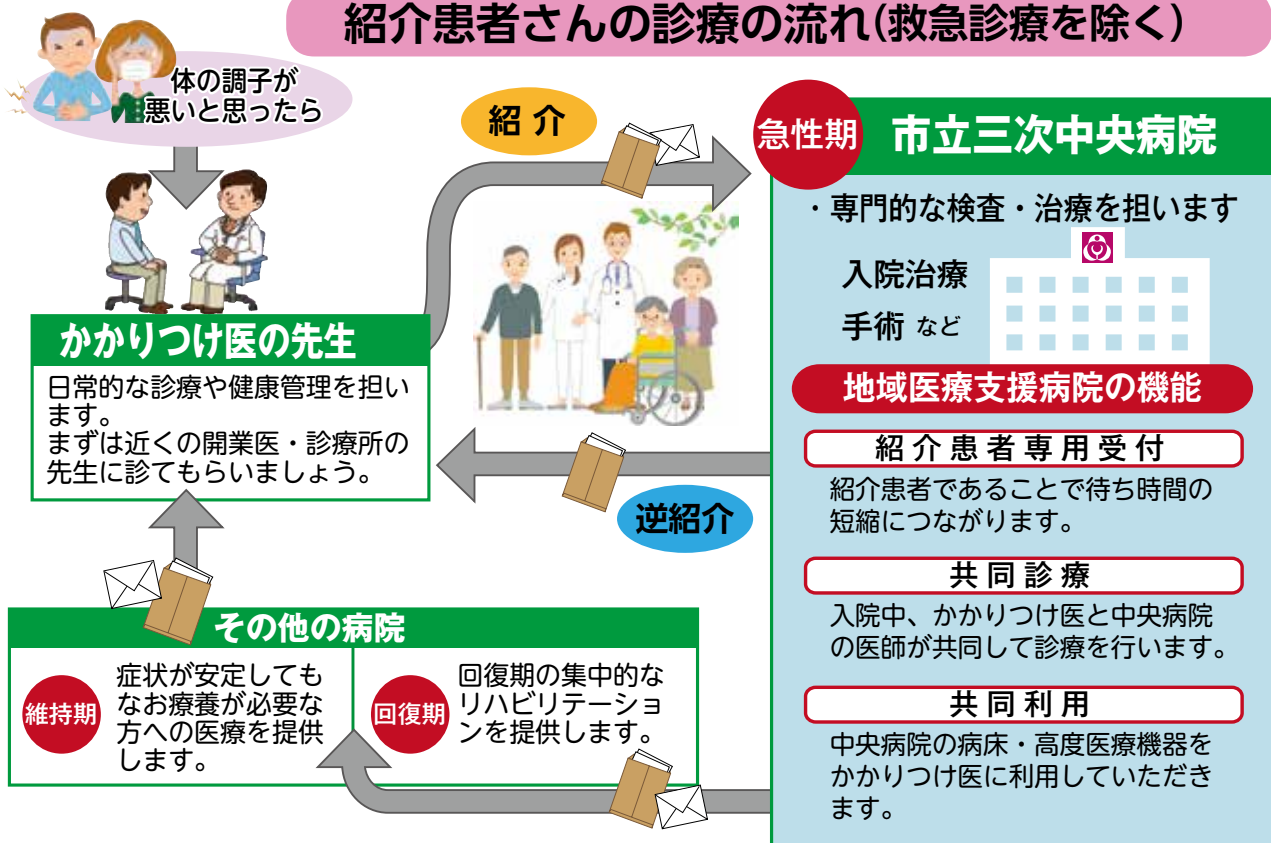 紹介患者さんの診療の流れ(救急診療を除く)
体の調子が
悪いと思ったら
紹 介
急性期
市立三次中央病院
・専門的な検査・治療を担います
入院治療
手術 など
かかりつけ医の先生
日常的な診療や健康管理を担い
ます。
まずは近くの開業医・診療所の
先生に診てもらいましょう。
逆紹介
地域医療支援病院の機能
紹介患者専用受付
紹介患者であることで待ち時間の
短縮につながります。
共同診療
入院中、かかりつけ医と中央病院
の医師が共同して診療を行います。
共同利用
中央病院の病床・高度医療機器を
かかりつけ医に利用していただき
ます。
その他の病院
維持期
症状が安定しても
なお療養が必要な
方への医療を提供
します。
回復期
回復期の集中的な
リハビリテーショ
ンを提供します。